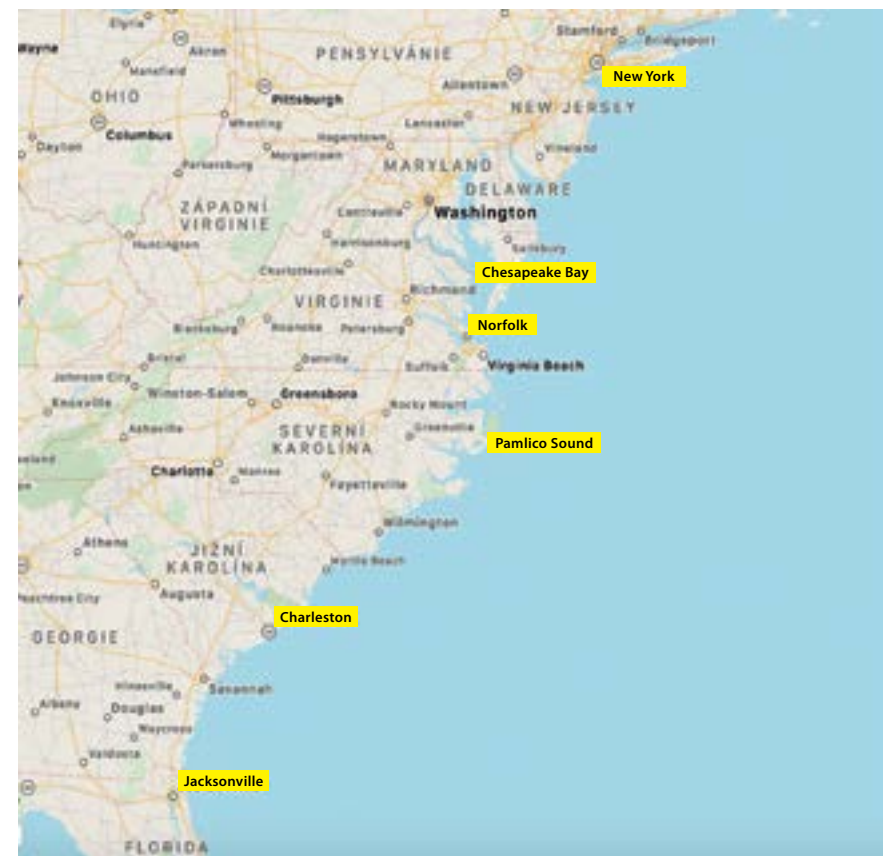 Elyria
Stamford
Bridgeport
Wayne
Akron
PENSYLVÁNIE
Mansfield
New York
Allentown
OHIO
Pittsburgh
NEW JERSEY
Wheeling
Lancaster
Columbus
Hagerstown
Dayton
Morgantown
Vineland
Parkersburg
MARYLAND
DELAWARE
ZÁPADNÍ
VIRGINIE
Centreville
Washington
Huntington
Harrisonburg
Salisbury
Charlottesville
Chesapeake Bay
Richmond
VIRGINIE
Blacksburg
Roanoke
Petersburg
Norfolk
Bristol
Danville
Suffolk
Virginia Beach
Johnson City
Winston-Salem
Greensboro
Knoxville
Rocky Mount
Asheville
SEVERNÍ
KAROLÍNA
Greenville
Pamlico Sound
Charlotte
Monroe
Fayetteville
Wilmington
Athens
JIŽNÍ
KAROLÍNA
Myrtle Beach
Peachtree City
Augusta
Charleston
GEORGIE
Hinesville
Savannah
Albany
Douglas
Waycross
Valdosta
Jacksonville
FLORIDA